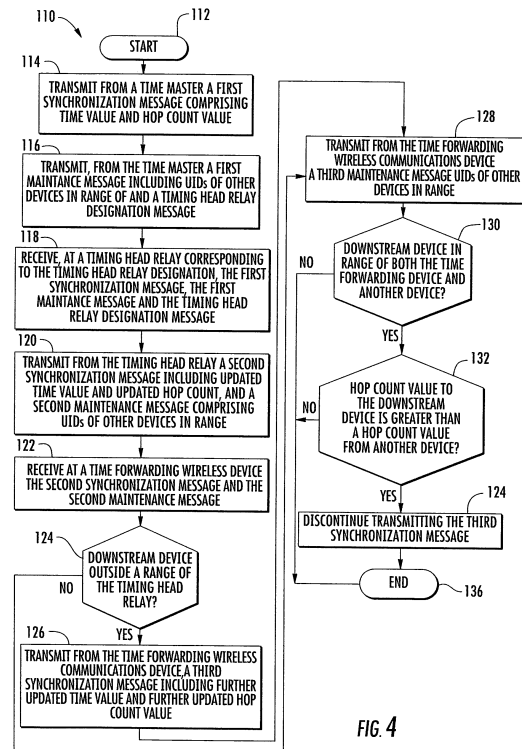 110
112
START
114
TRANSMIT FROM A TIME MASTER A FIRST
SYNCHRONIZATION MESSAGE COMPRISING
TIME VALUE AND HOP COUNT VALUE
116
TRANSMIT, FROM THE TIME MASTER A FIRST
MAINTANCE MESSAGE INCLUDING UIDs OF OTHER
DEVICES IN RANGE OF AND A TIMING HEAD RELAY
DESIGNATION MESSAGE
118
RECEIVE, AT A TIMING HEAD RELAY CORRESPONDING
TO THE TIMING HEAD RELAY DESIGNATION, THE FIRST
SYNCHRONIZATION MESSAGE, THE FIRST
MAINTANCE MESSAGE AND THE TIMING HEAD
RELAY DESIGNATION MESSAGE
120
TRANSMIT FROM THE TIMING HEAD RELAY A SECOND
SYNCHRONIZATION MESSAGE INCLUDING UPDATED
TIME VALUE AND UPDATED HOP COUNT, AND A
SECOND MAINTENANCE MESSAGE COMPRISING
UIDs OF OTHER DEVICES IN RANGE
122
RECEIVE AT A TIME FORWARDING WIRELESS DEVICE
THE SECOND SYNCHRONIZATION MESSAGE AND THE
SECOND MAINTENANCE MESSAGE
124
DOWNSTREAM DEVICE
OUTSIDE A RANGE OF
THE TIMING HEAD
RELAY?
NO
YES
126
TRANSMIT FROM THE TIME FORWARDING WIRELESS
COMMUNICATIONS DEVICE,A THIRD
SYNCHRONIZATION MESSAGE INCLUDING FURTHER
UPDATED TIME VALUE AND FURTHER UPDATED HOP
COUNT VALUE
128
TRANSMIT FROM THE TIME FORWARDING
WIRELESS COMMUNICATIONS DEVICE
A THIRD MAINTENANCE MESSAGE UIDs OF OTHER
DEVICES IN RANGE
130
DOWNSTREAM DEVICE IN
RANGE OF BOTH THE TIME
FORWARDING DEVICE AND
ANOTHER DEVICE?
NO
YES
132
HOP COUNT VALUE TO
THE DOWNSTREAM
DEVICE IS GREATER THAN
A HOP COUNT VALUE
FROM ANOTHER DEVICE?
NO
YES
124
DISCONTINUE TRANSMITTING THE THIRD
SYNCHRONIZATION MESSAGE
END
136
FIG. 4